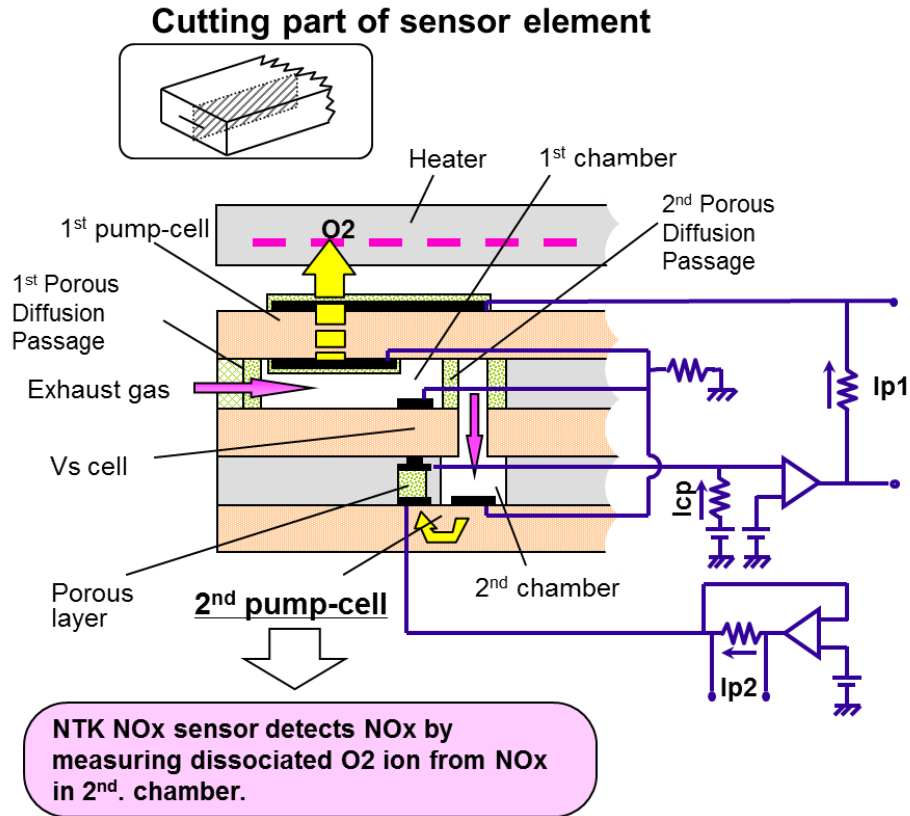 Cutting part of sensor element
Heater
1st chamber
2nd Porous
Diffusion
Passage
1st pump-cell
O2
1st Porous
Diffusion
Passage
Exhaust gas
Ip1
Vs cell
Icp
Porous
layer
2nd pump-cell
2nd chamber
Ip2
NTK NOx sensor detects NOx by
measuring dissociated O2 ion from NOx
in 2nd. chamber.